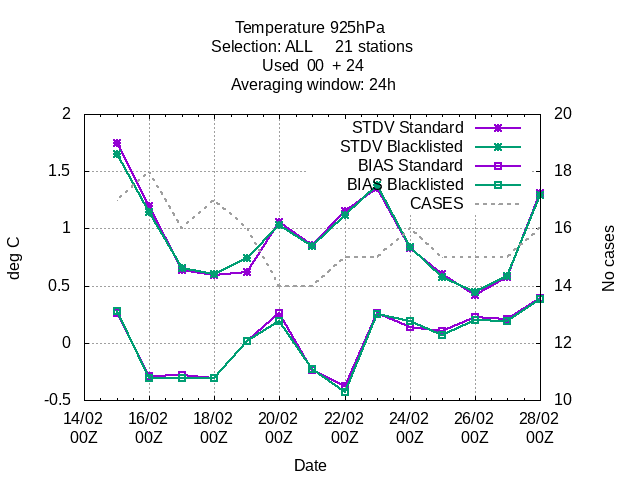 Temperature 925hPa
Selection: ALL 21 stations
Used 00 + 24
Averaging window: 24h
2 20
STDV Standard
STDV Blacklisted
1.5 18
BIAS Standard
BIAS Blacklisted
CASES
1 16
deg C
No cases
0.5 14
0 12
-0.5 10
14/02 16/02 18/02 20/02 22/02 24/02 26/02 28/02
00Z 00Z 00Z 00Z 00Z 00Z 00Z 00Z
Date